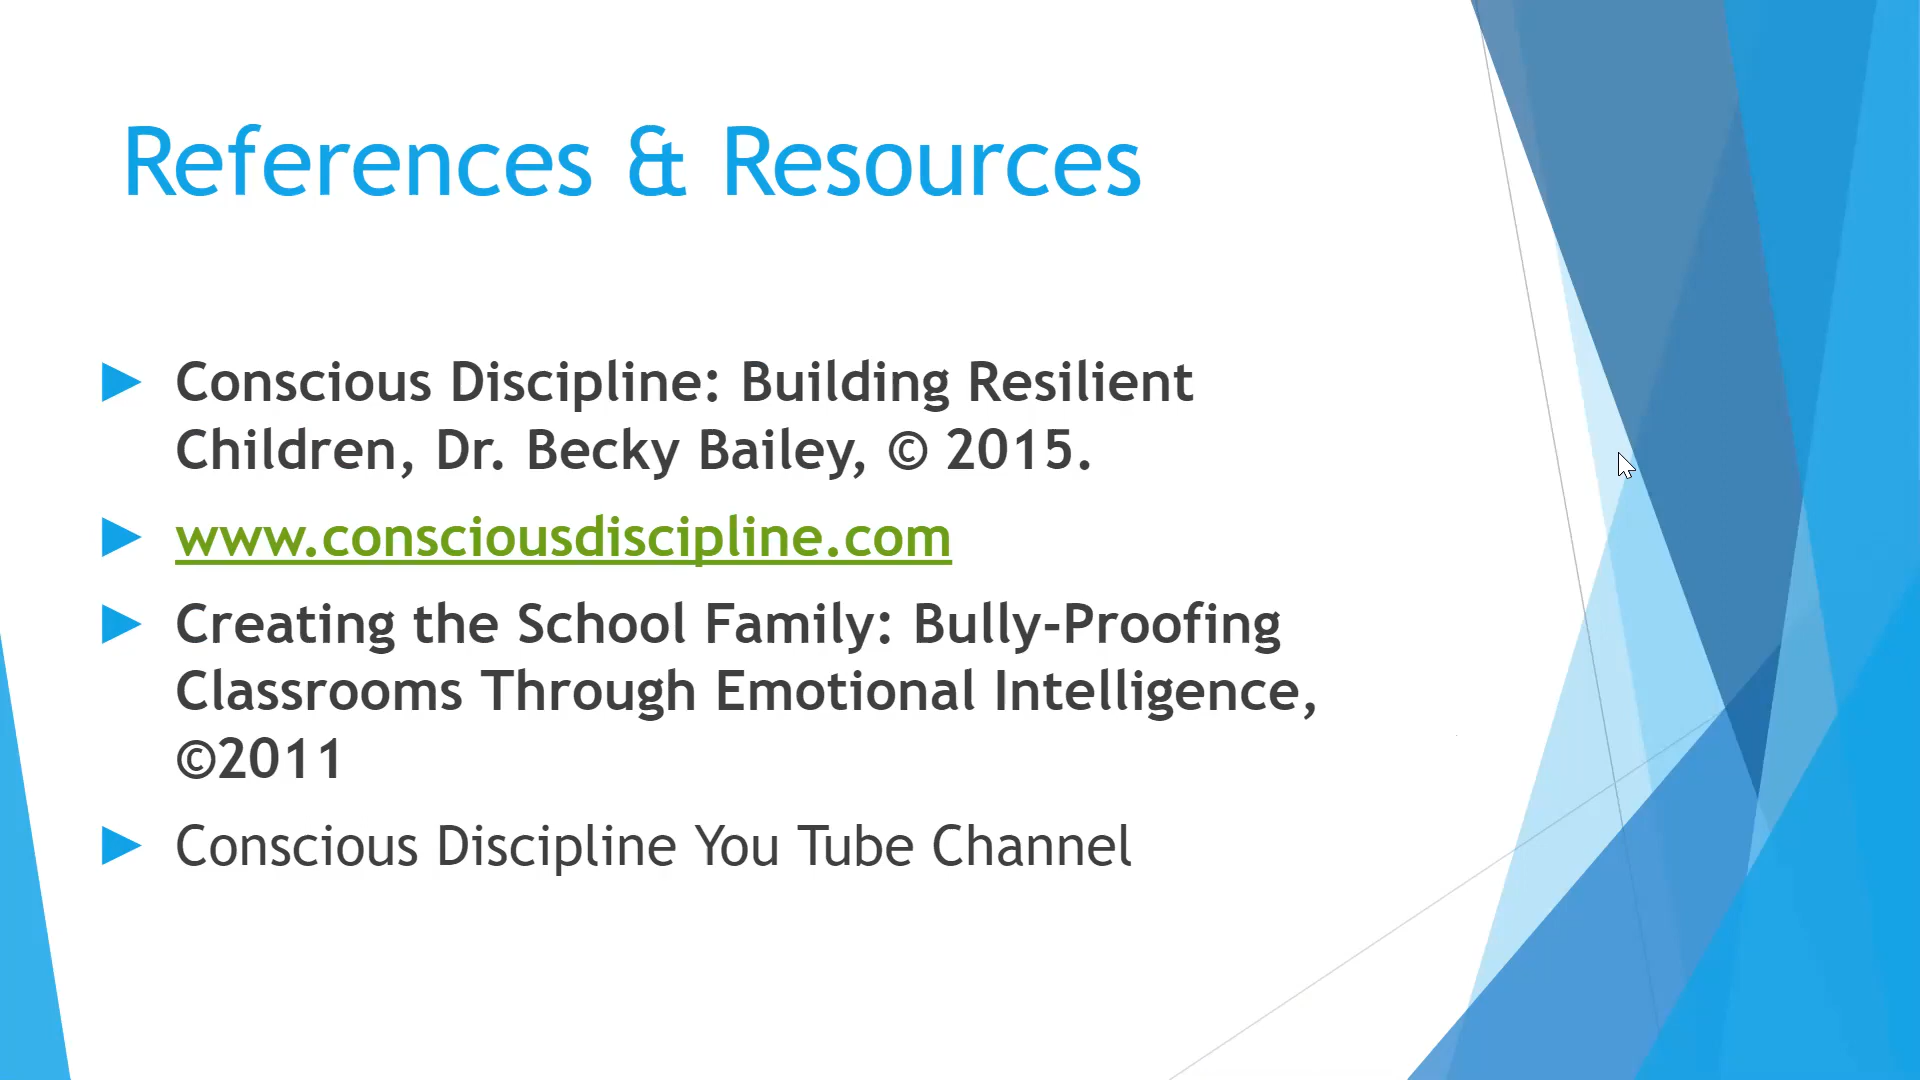 References & Resources
Conscious Discipline: Building Resilient
Children, Dr. Becky Bailey, © 2015.
www.consciousdiscipline.com
Creating the School Family: Bully-Proofing
Classrooms Through Emotional Intelligence,
©2011
Conscious Discipline You Tube Channel